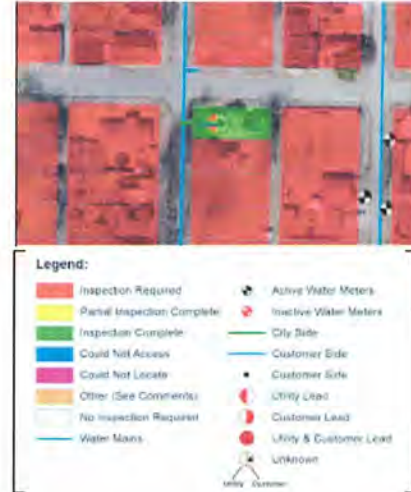 Legend:
Inspection Required
Partial Inspection Complete
Inspection Complete
Could Not Access
Could Not Locate
Other (See Comments)
No Inspection Required
Water Mains
Active Water Meters
Inactive Water Meters
City Side
Customer Side
Customer Side
Utility Lead
Customer Lead
Utility & Customer Lead
Unknown
Utility Customer